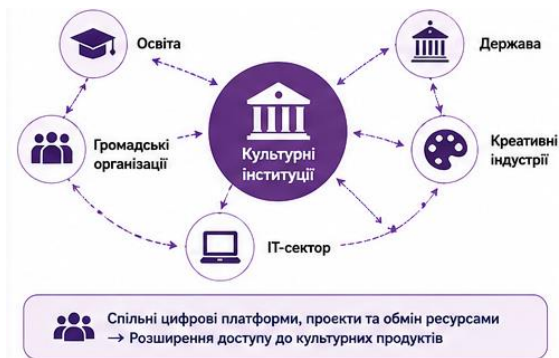 Освіта
Держава
Громадські
організації
Культурні
інституції
Креативні
індустрії
ІТ-сектор
Спільні цифрові платформи, проекти та обмін ресурсами
→ Розширення доступу до культурних продуктів